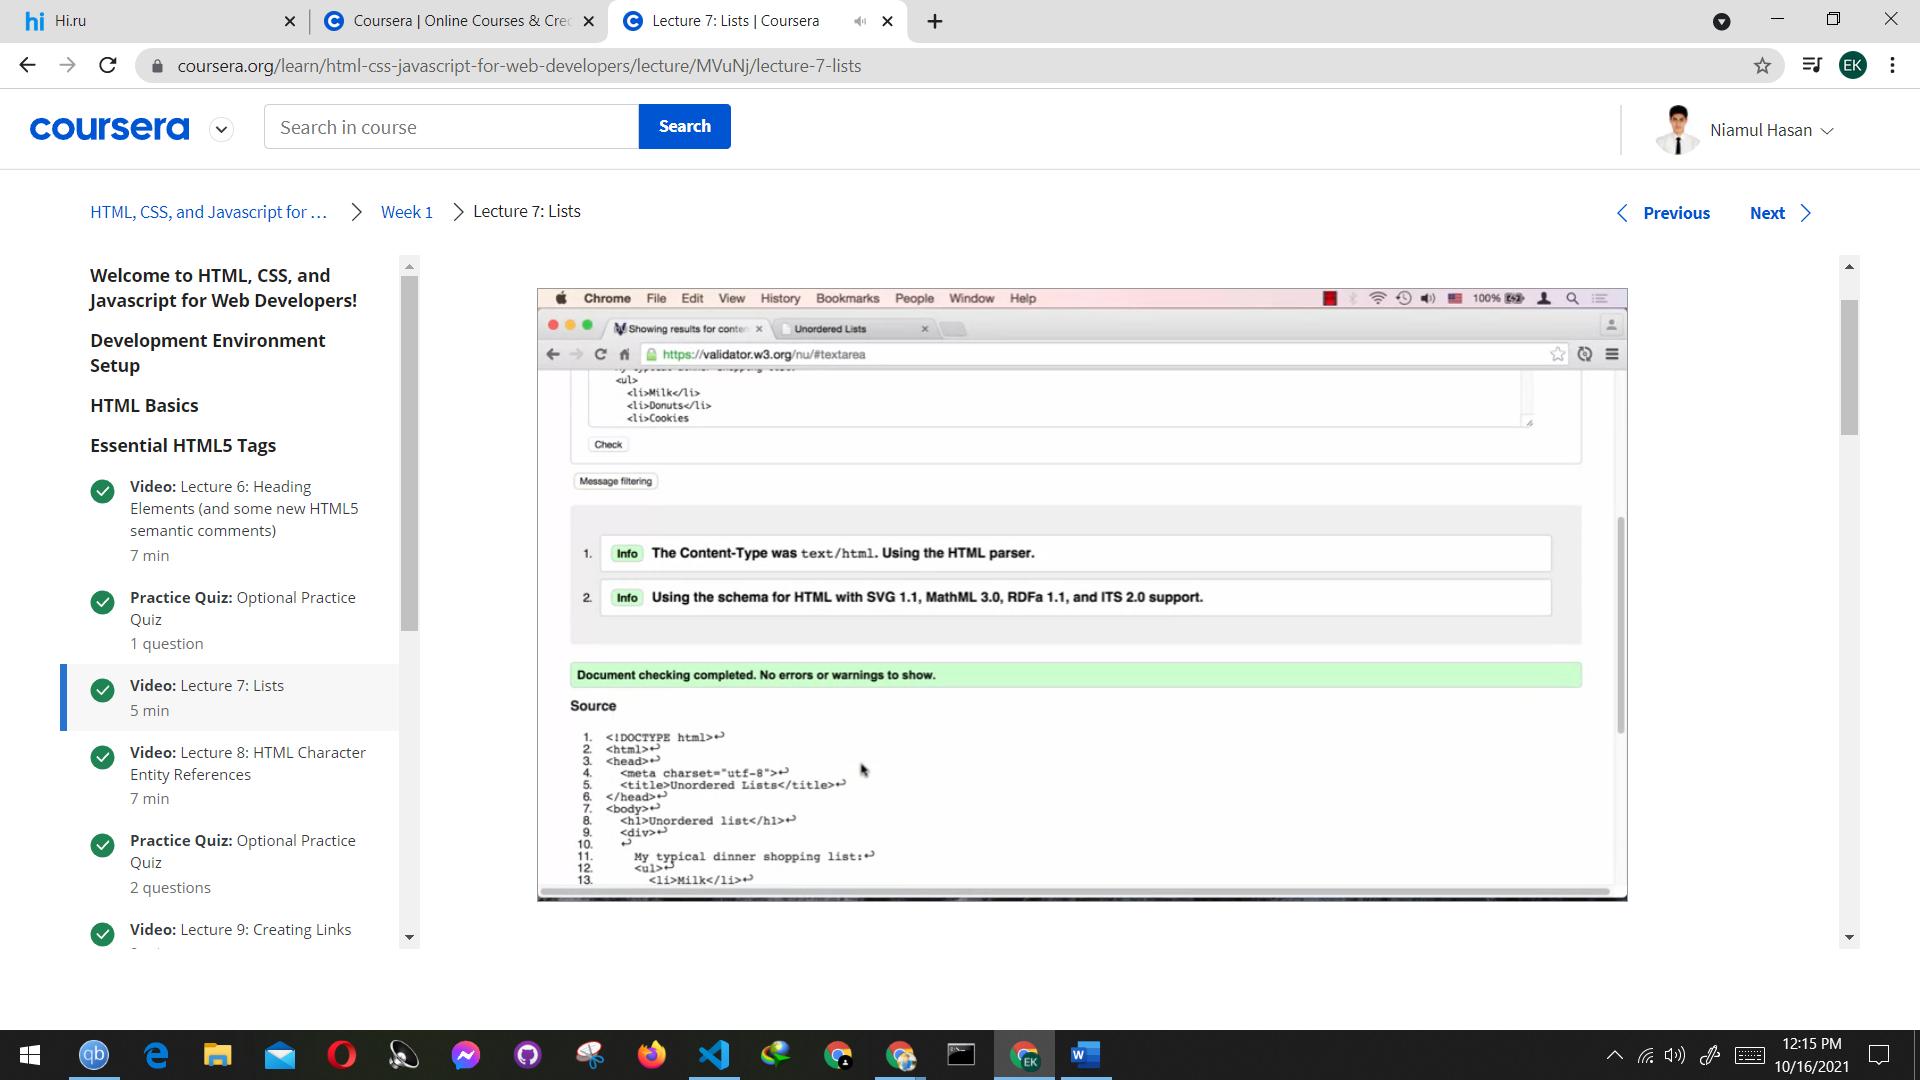 Hi.ru
Coursera | Online Courses & Cre
Lecture 7: Lists | Coursera
coursera.org/learn/html-css-javascript-for-web-developers/lecture/MVuNj/lecture-7-lists
EK
coursera
Search in course
Search
Niamul Hasan
HTML, CSS, and Javascript for ...
Week 1
Lecture 7: Lists
Previous
Next
Welcome to HTML, CSS, and
Javascript for Web Developers!
Development Environment
Setup
HTML Basics
Essential HTML5 Tags
Video: Lecture 6: Heading
Elements (and some new HTML5
semantic comments)
7 min
Practice Quiz: Optional Practice
Quiz
1 question
Video: Lecture 7: Lists
5 min
Video: Lecture 8: HTML Character
Entity References
7 min
Practice Quiz: Optional Practice
Quiz
2 questions
Video: Lecture 9: Creating Links
Chrome File Edit View History Bookmarks People Window Help
100%
Showing results for conten
Unordered Lists
https://validator.w3.org/nu/#textarea
My typical dinner shopping list:
<ul>
<li>Milk</li>
<li>Donuts</li>
<li>Cookies
Check
Message filtering
1. Info The Content-Type was text/html. Using the HTML parser.
2. Info Using the schema for HTML with SVG 1.1, MathML 3.0, RDFa 1.1, and ITS 2.0 support.
Document checking completed. No errors or warnings to show.
Source
1. <!DOCTYPE html>↩
2. <html>↩
3. <head>↩
4. <meta charset="utf-8">↩
5. <title>Unordered Lists</title>↩
6. </head>↩
7. <body>↩
8. <h1>Unordered list</h1>↩
9. <div>↩
10. ↩
11. My typical dinner shopping list:↩
12. <ul>↩
13. <li>Milk</li>↩
qb
EK
W
12:15 PM
10/16/2021